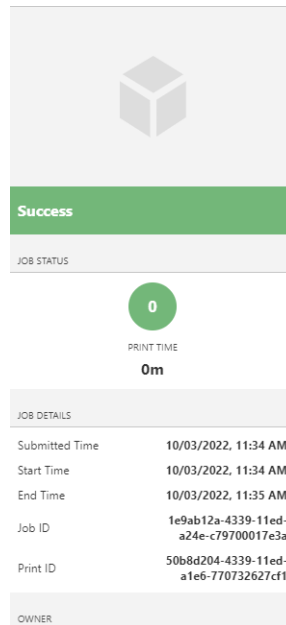 Success
JOB STATUS
0
PRINT TIME
0m
JOB DETAILS
Submitted Time 10/03/2022, 11:34 AM
Start Time 10/03/2022, 11:34 AM
End Time 10/03/2022, 11:35 AM
Job ID 1e9ab12a-4339-11ed-
a24e-c79700017e3a
Print ID 50b8d204-4339-11ed-
a1e6-770732627cf1
OWNER